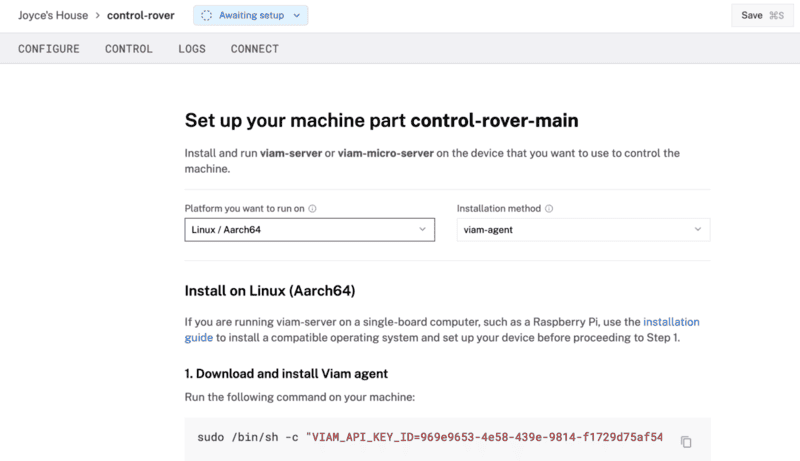 Joyce's House > control-rover Awaiting setup Save ⌘S
CONFIGURE CONTROL LOGS CONNECT
Set up your machine part control-rover-main
Install and run viam-server or viam-micro-server on the device that you want to use to control the
machine.
Platform you want to run on Installation method
Linux / Aarch64 viam-agent
Install on Linux (Aarch64)
If you are running viam-server on a single-board computer, such as a Raspberry Pi, use the installation
guide to install a compatible operating system and set up your device before proceeding to Step 1.
1. Download and install Viam agent
Run the following command on your machine:
sudo /bin/sh -c "VIAM_API_KEY_ID=969e9653-4e58-439e-9814-f1729d75af54